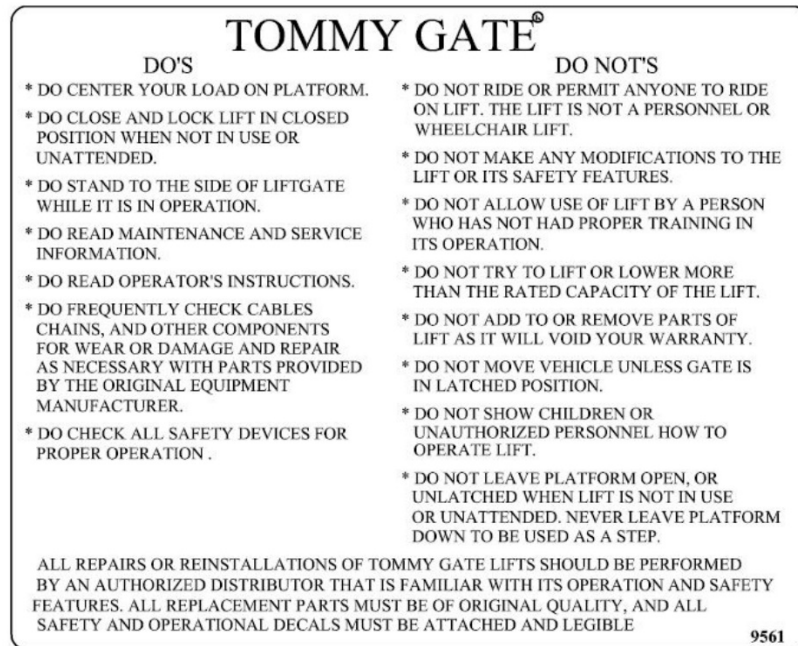 TOMMY GATE®
DO'S
* DO CENTER YOUR LOAD ON PLATFORM.
* DO CLOSE AND LOCK LIFT IN CLOSED
POSITION WHEN NOT IN USE OR
UNATTENDED.
* DO STAND TO THE SIDE OF LIFTGATE
WHILE IT IS IN OPERATION.
* DO READ MAINTENANCE AND SERVICE
INFORMATION.
* DO READ OPERATOR'S INSTRUCTIONS.
* DO FREQUENTLY CHECK CABLES
CHAINS, AND OTHER COMPONENTS
FOR WEAR OR DAMAGE AND REPAIR
AS NECESSARY WITH PARTS PROVIDED
BY THE ORIGINAL EQUIPMENT
MANUFACTURER.
* DO CHECK ALL SAFETY DEVICES FOR
PROPER OPERATION .
DO NOT'S
* DO NOT RIDE OR PERMIT ANYONE TO RIDE
ON LIFT. THE LIFT IS NOT A PERSONNEL OR
WHEELCHAIR LIFT.
* DO NOT MAKE ANY MODIFICATIONS TO THE
LIFT OR ITS SAFETY FEATURES.
* DO NOT ALLOW USE OF LIFT BY A PERSON
WHO HAS NOT HAD PROPER TRAINING IN
ITS OPERATION.
* DO NOT TRY TO LIFT OR LOWER MORE
THAN THE RATED CAPACITY OF THE LIFT.
* DO NOT ADD TO OR REMOVE PARTS OF
LIFT AS IT WILL VOID YOUR WARRANTY.
* DO NOT MOVE VEHICLE UNLESS GATE IS
IN LATCHED POSITION.
* DO NOT SHOW CHILDREN OR
UNAUTHORIZED PERSONNEL HOW TO
OPERATE LIFT.
* DO NOT LEAVE PLATFORM OPEN, OR
UNLATCHED WHEN LIFT IS NOT IN USE
OR UNATTENDED. NEVER LEAVE PLATFORM
DOWN TO BE USED AS A STEP.
ALL REPAIRS OR REINSTALLATIONS OF TOMMY GATE LIFTS SHOULD BE PERFORMED
BY AN AUTHORIZED DISTRIBUTOR THAT IS FAMILIAR WITH ITS OPERATION AND SAFETY
FEATURES. ALL REPLACEMENT PARTS MUST BE OF ORIGINAL QUALITY, AND ALL
SAFETY AND OPERATIONAL DECALS MUST BE ATTACHED AND LEGIBLE
9561